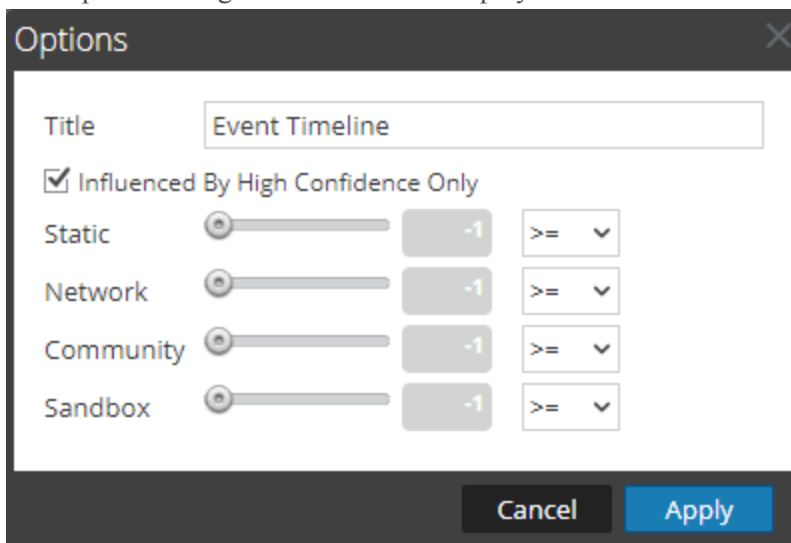 Options
Title Event Timeline
Influenced By High Confidence Only
Static -1 >=
Network -1 >=
Community -1 >=
Sandbox -1 >=
Cancel Apply